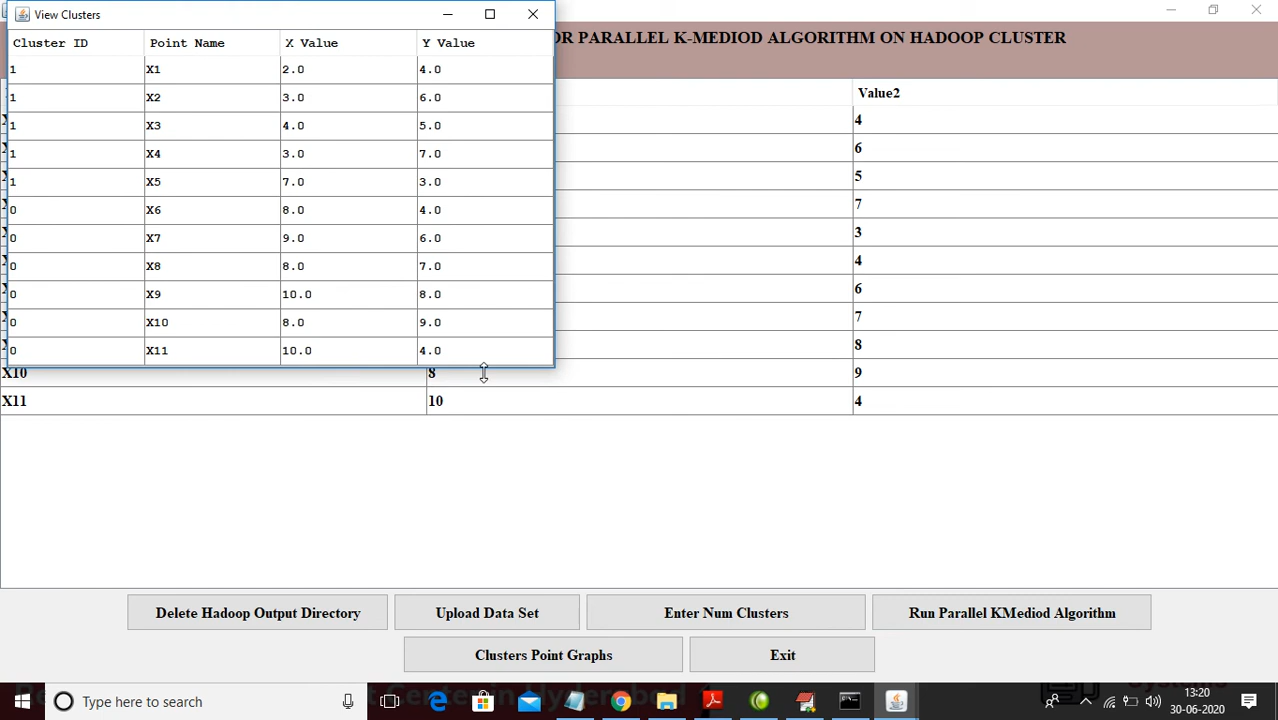 View Clusters
OR PARALLEL K-MEDIOD ALGORITHM ON HADOOP CLUSTER
Cluster ID Point Name X Value Y Value
1 X1 2.0 4.0
1 X2 3.0 6.0
1 X3 4.0 5.0
1 X4 3.0 7.0
1 X5 7.0 3.0
0 X6 8.0 4.0
0 X7 9.0 6.0
0 X8 8.0 7.0
0 X9 10.0 8.0
0 X10 8.0 9.0
0 X11 10.0 4.0
Value2
4
6
5
7
3
4
6
7
8
X10 8 9
X11 10 4
Delete Hadoop Output Directory Upload Data Set Enter Num Clusters Run Parallel KMediod Algorithm
Clusters Point Graphs Exit
Type here to search
13:20
30-06-2020